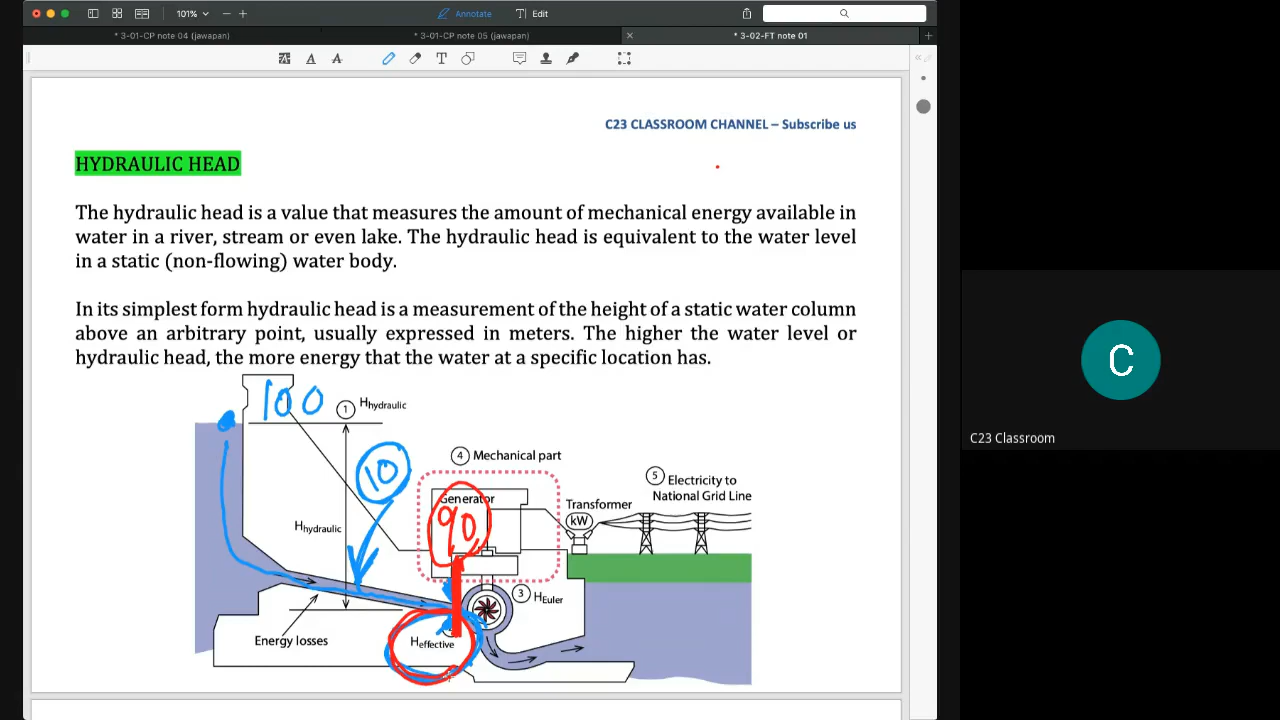 101%
Annotate
Edit
* 3-01-CP note 04 (jawapan)
* 3-01-CP note 05 (jawapan)
* 3-02-FT note 01
C23 CLASSROOM CHANNEL – Subscribe us
HYDRAULIC HEAD
The hydraulic head is a value that measures the amount of mechanical energy available in
water in a river, stream or even lake. The hydraulic head is equivalent to the water level
in a static (non-flowing) water body.
In its simplest form hydraulic head is a measurement of the height of a static water column
above an arbitrary point, usually expressed in meters. The higher the water level or
hydraulic head, the more energy that the water at a specific location has.
100
1 Hhydraulic
10
4 Mechanical part
5 Electricity to
National Grid Line
Generator
90
Transformer
kW
Hhydraulic
3 HEuler
Energy losses
Heffective
C
C23 Classroom